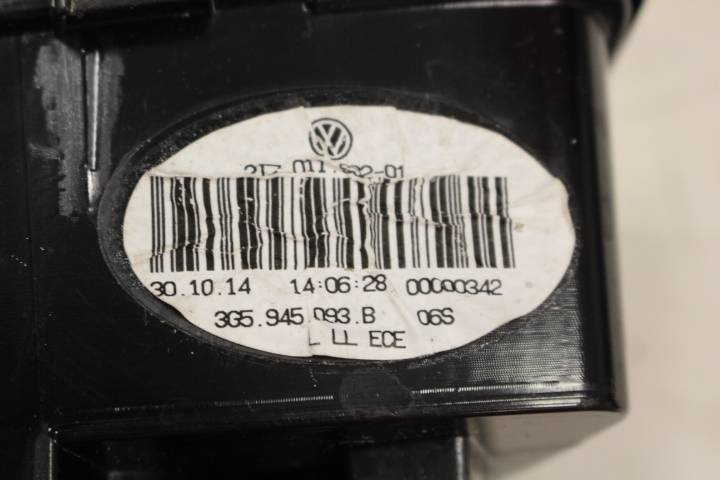 30.10.14 14:06:28 00000342
3G5.945.093.B 06S
L LL ECE